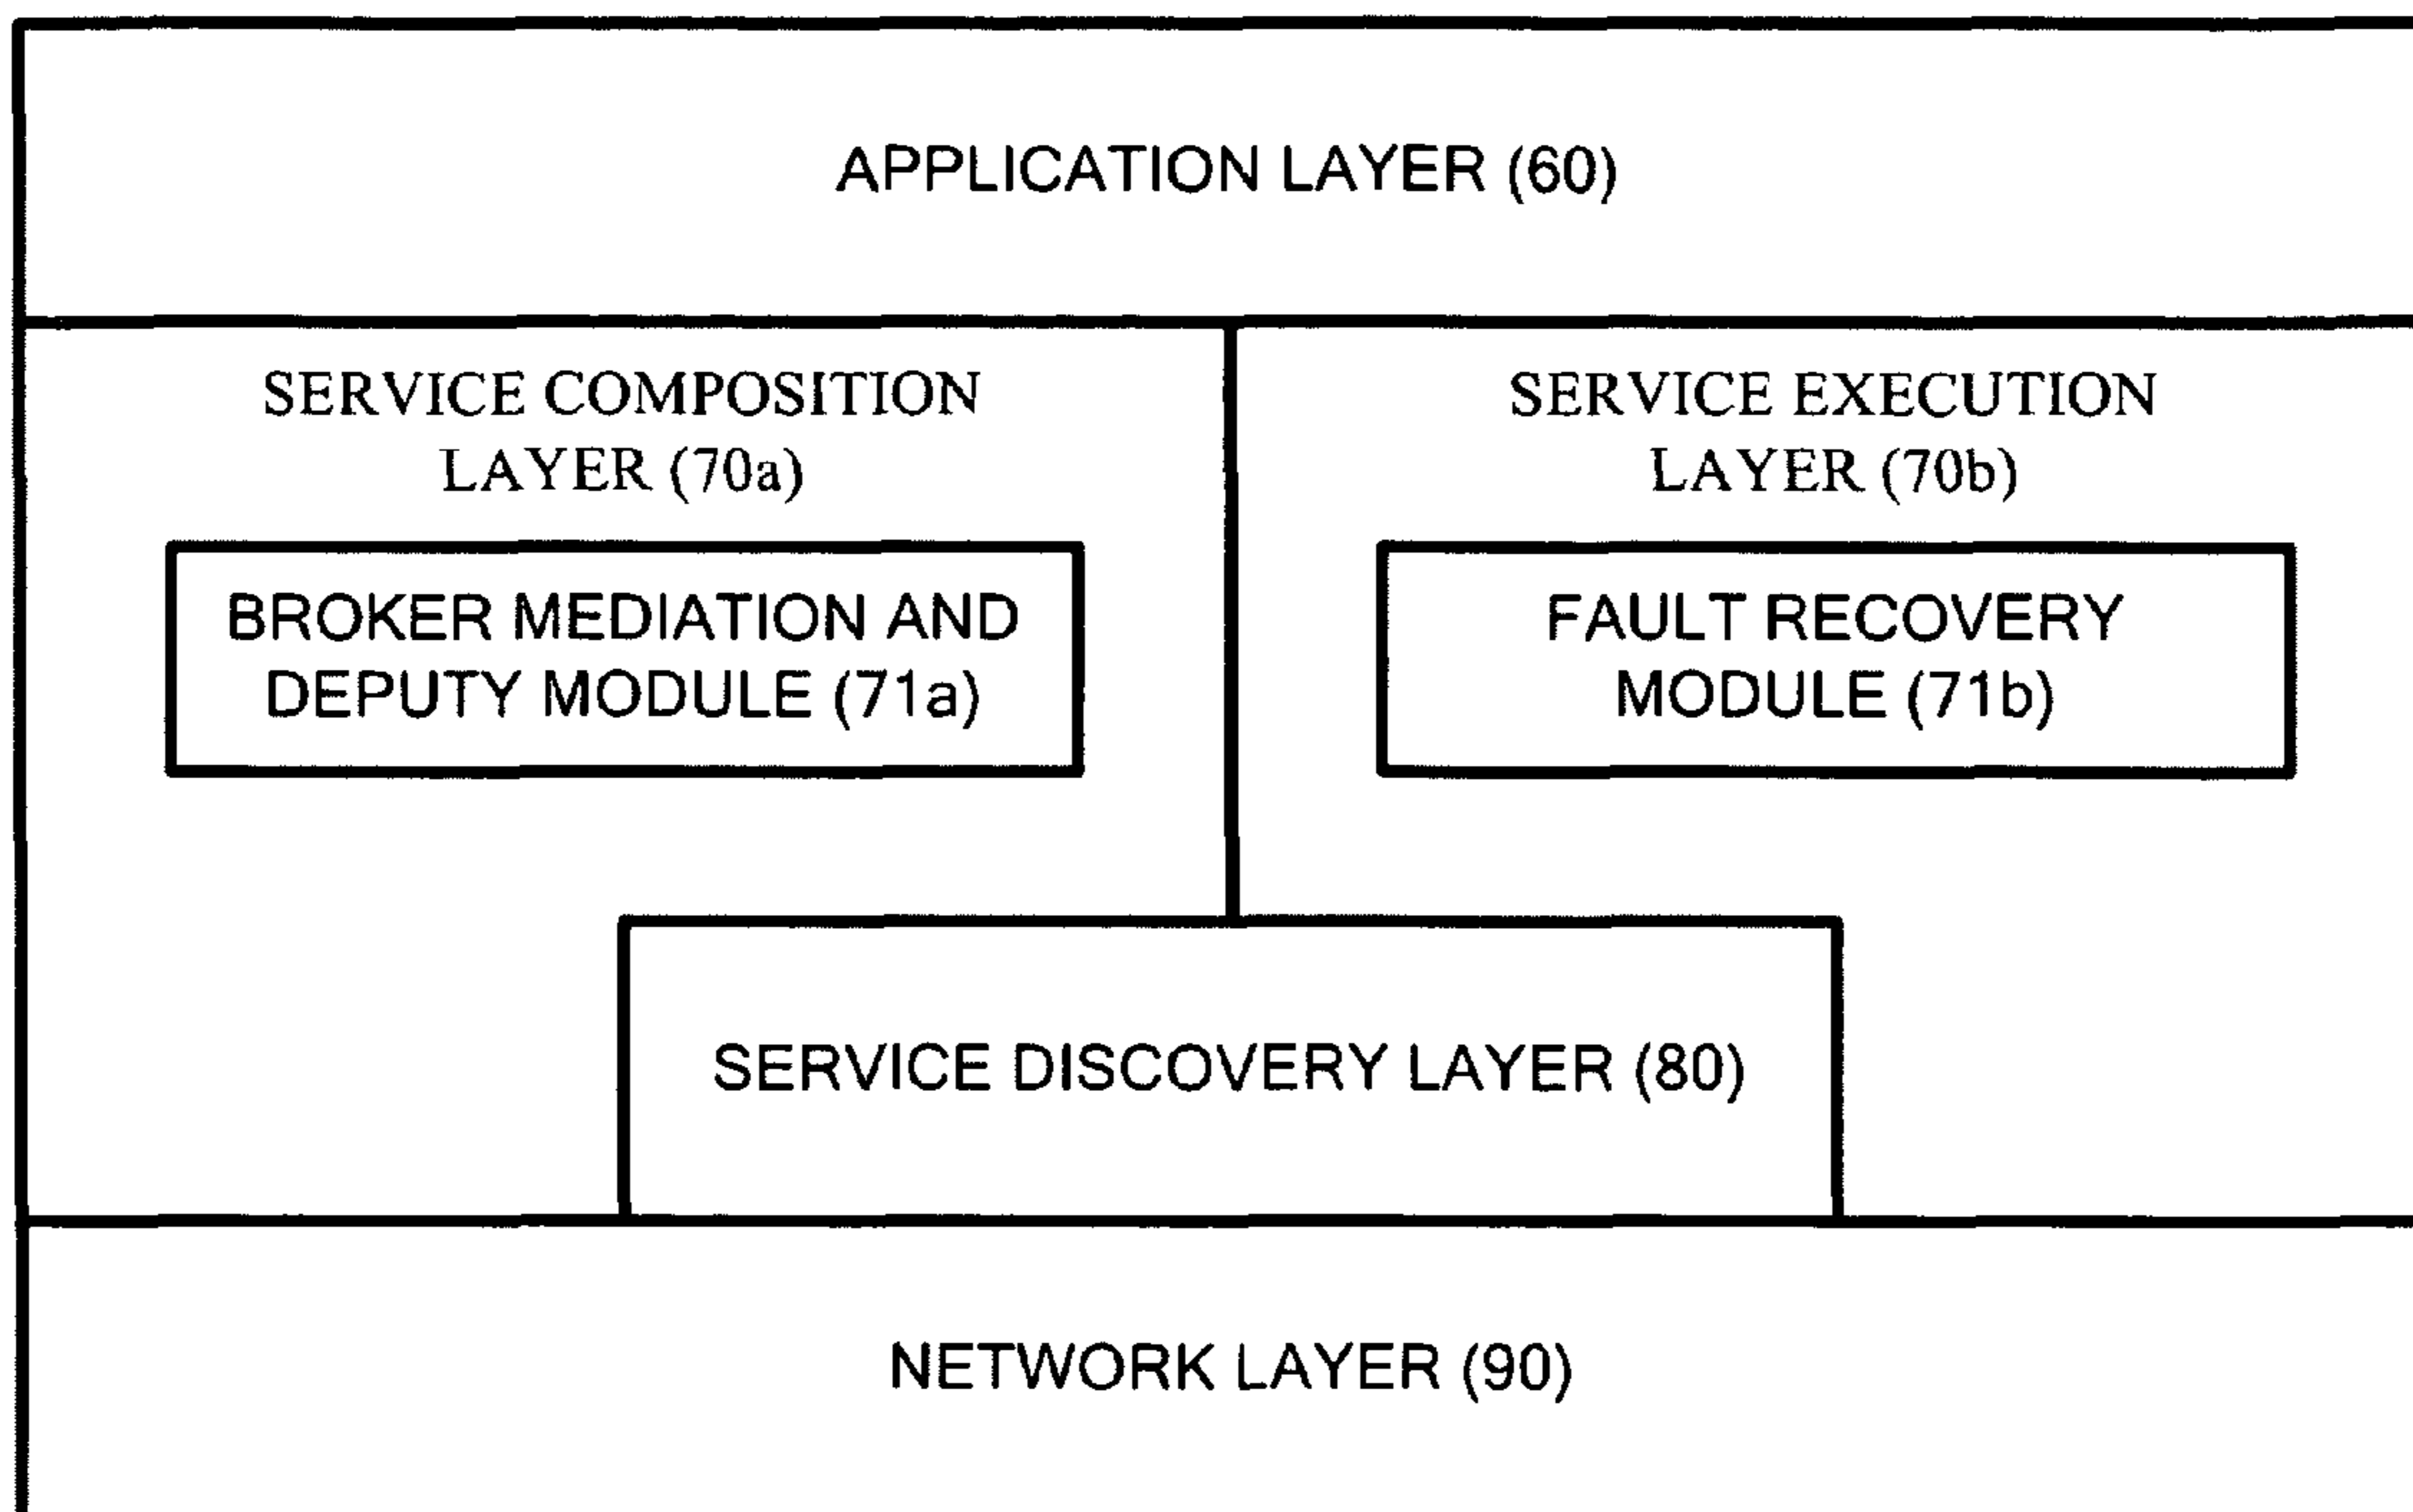 APPLICATION LAYER (60)
SERVICE COMPOSITION
LAYER (70a)
BROKER MEDIATION AND
DEPUTY MODULE (71a)
SERVICE EXECUTION
LAYER (70b)
FAULT RECOVERY
MODULE (71b)
SERVICE DISCOVERY LAYER (80)
NETWORK LAYER (90)